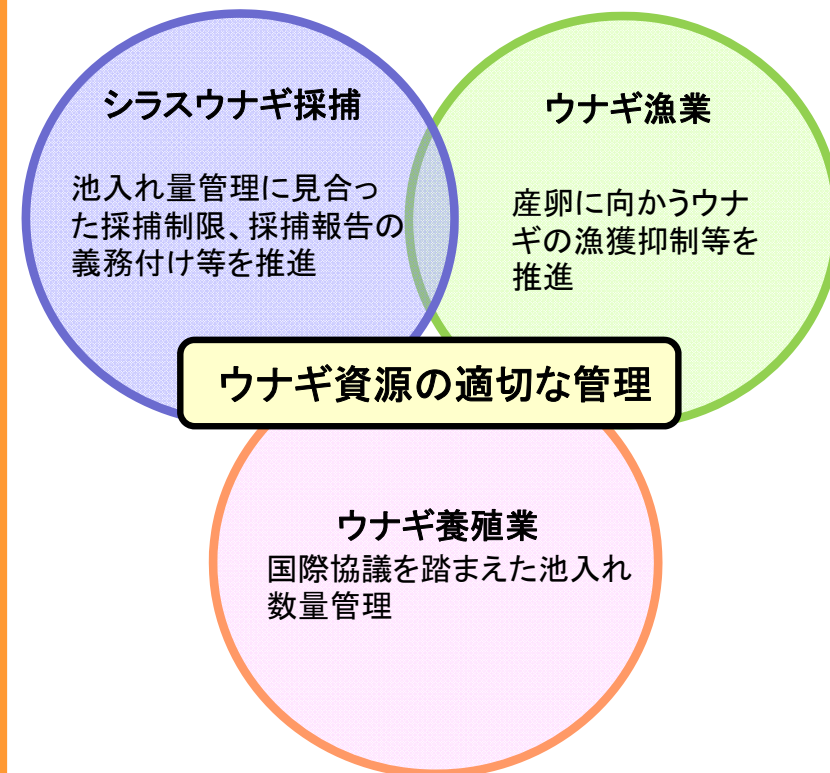 シラスウナギ採捕
池入れ量管理に見合っ
た採捕制限、採捕報告の
義務付け等を推進
ウナギ漁業
産卵に向かうウナ
ギの漁獲抑制等を
推進
ウナギ資源の適切な管理
ウナギ養殖業
国際協議を踏まえた池入れ
数量管理